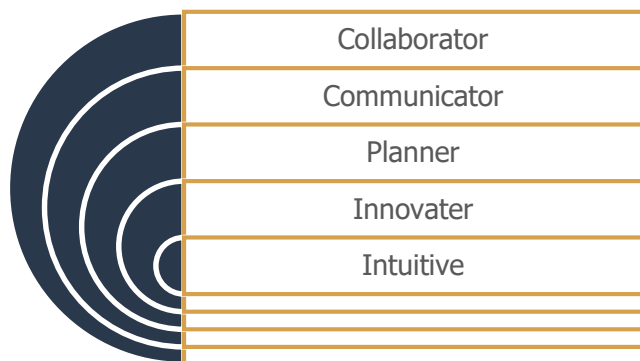 Collaborator
Communicator
Planner
Innovater
Intuitive